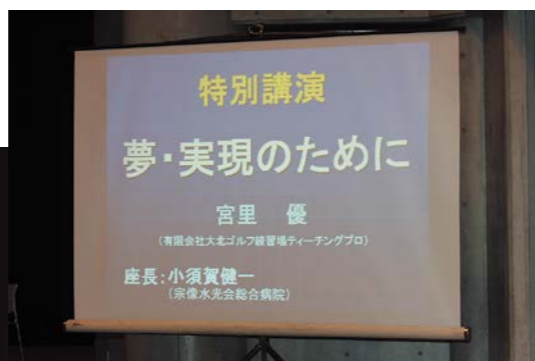 特別講演
夢・実現のために
宮里　優
(有限会社大北ゴルフ練習場ティーチングプロ)
座長:小須賀健一
(宗像水光会総合病院)